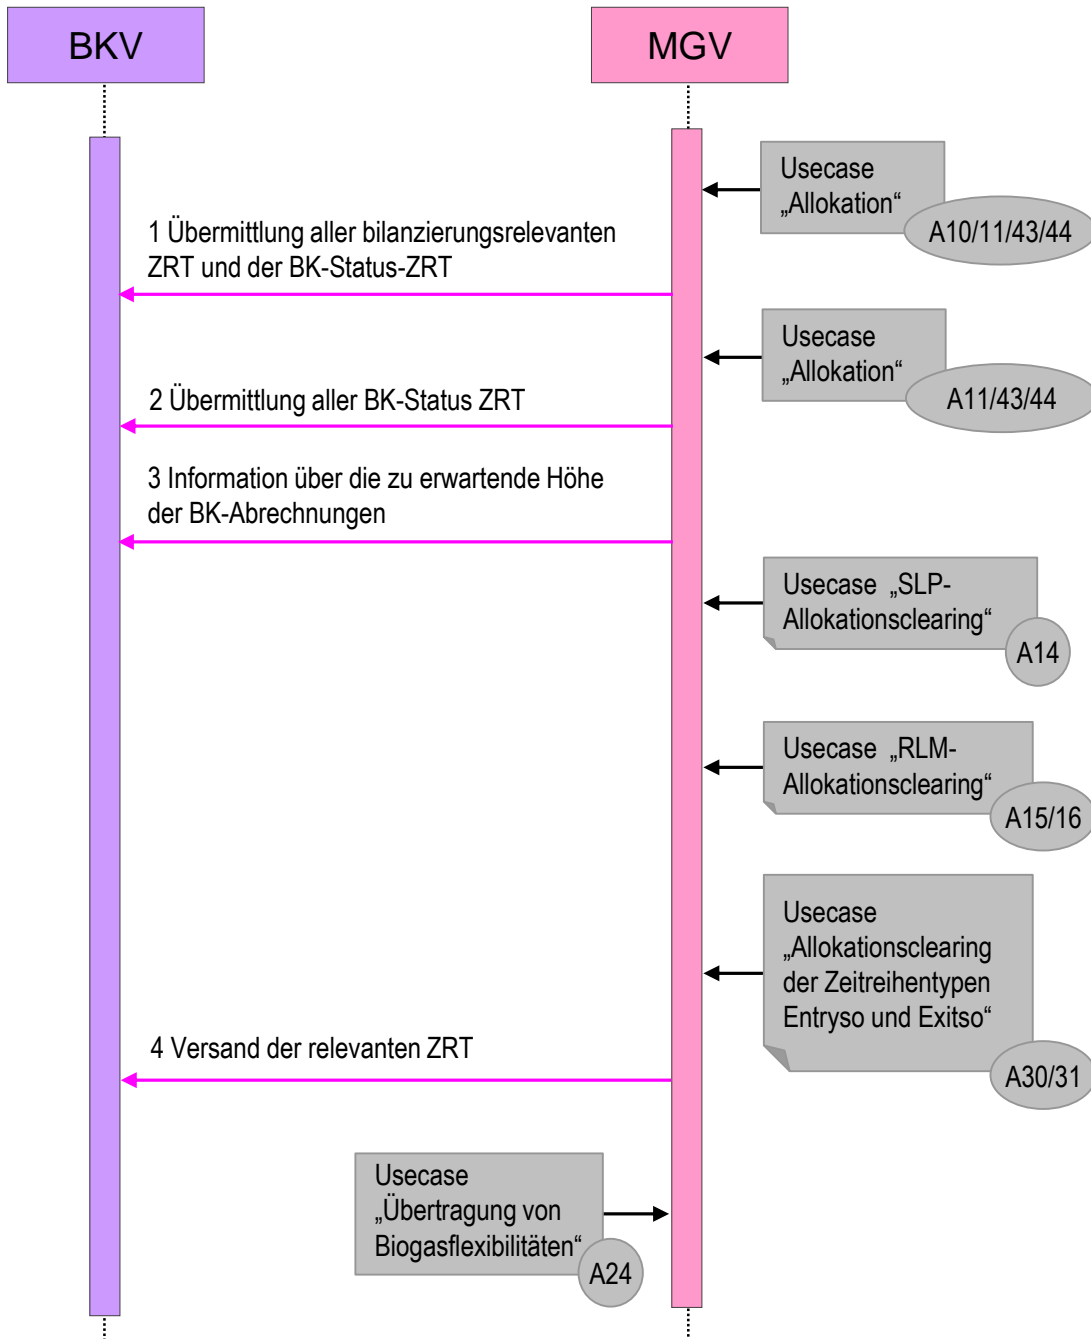 BKV
MGV
Usecase
„Allokation“
A10/11/43/44
1 Übermittlung aller bilanzierungsrelevanten
ZRT und der BK-Status-ZRT
Usecase
„Allokation“
A11/43/44
2 Übermittlung aller BK-Status ZRT
3 Information über die zu erwartende Höhe
der BK-Abrechnungen
Usecase „SLP-
Allokationsclearing“
A14
Usecase „RLM-
Allokationsclearing“
A15/16
Usecase
„Allokationsclearing
der Zeitreihentypen
Entryso und Exitso“
A30/31
4 Versand der relevanten ZRT
Usecase
„Übertragung von
Biogasflexibilitäten“
A24